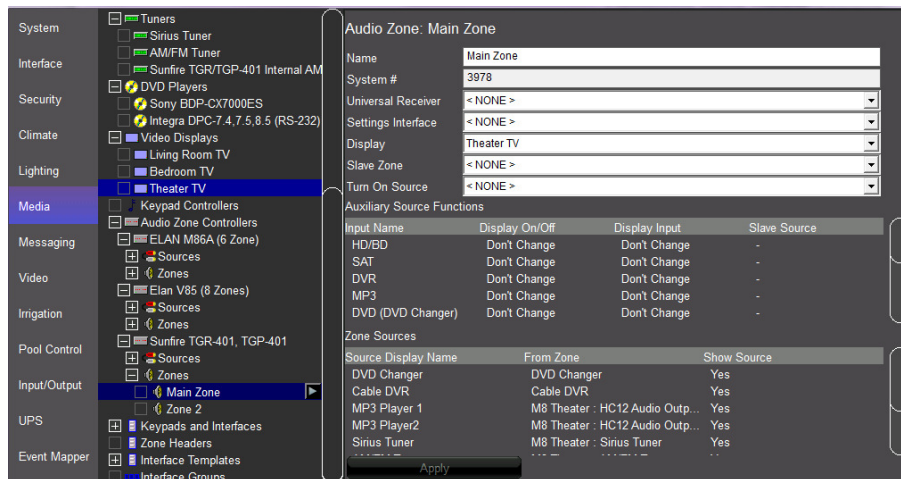 System
Interface
Security
Climate
Lighting
Media
Messaging
Video
Irrigation
Pool Control
Input/Output
UPS
Event Mapper
Tuners
Sirius Tuner
AM/FM Tuner
Sunfire TGR/TGP-401 Internal AM
DVD Players
Sony BDP-CX7000ES
Integra DPC-7.4,7.5,8.5 (RS-232)
Video Displays
Living Room TV
Bedroom TV
Theater TV
Keypad Controllers
Audio Zone Controllers
ELAN M86A (6 Zone)
Sources
Zones
Elan V85 (8 Zones)
Sources
Zones
Sunfire TGR-401, TGP-401
Sources
Zones
Main Zone
Zone 2
Keypads and Interfaces
Zone Headers
Interface Templates
Interface Groups
Audio Zone: Main Zone
Name Main Zone
System # 3978
Universal Receiver < NONE >
Settings Interface < NONE >
Display Theater TV
Slave Zone < NONE >
Turn On Source < NONE >
Auxiliary Source Functions
Input Name Display On/Off Display Input Slave Source
HD/BD Don't Change Don't Change -
SAT Don't Change Don't Change -
DVR Don't Change Don't Change -
MP3 Don't Change Don't Change -
DVD (DVD Changer) Don't Change Don't Change -
Zone Sources
Source Display Name From Zone Show Source
DVD Changer DVD Changer Yes
Cable DVR Cable DVR Yes
MP3 Player 1 M8 Theater : HC12 Audio Outp... Yes
MP3 Player2 M8 Theater : HC12 Audio Outp... Yes
Sirius Tuner M8 Theater : Sirius Tuner Yes
Apply